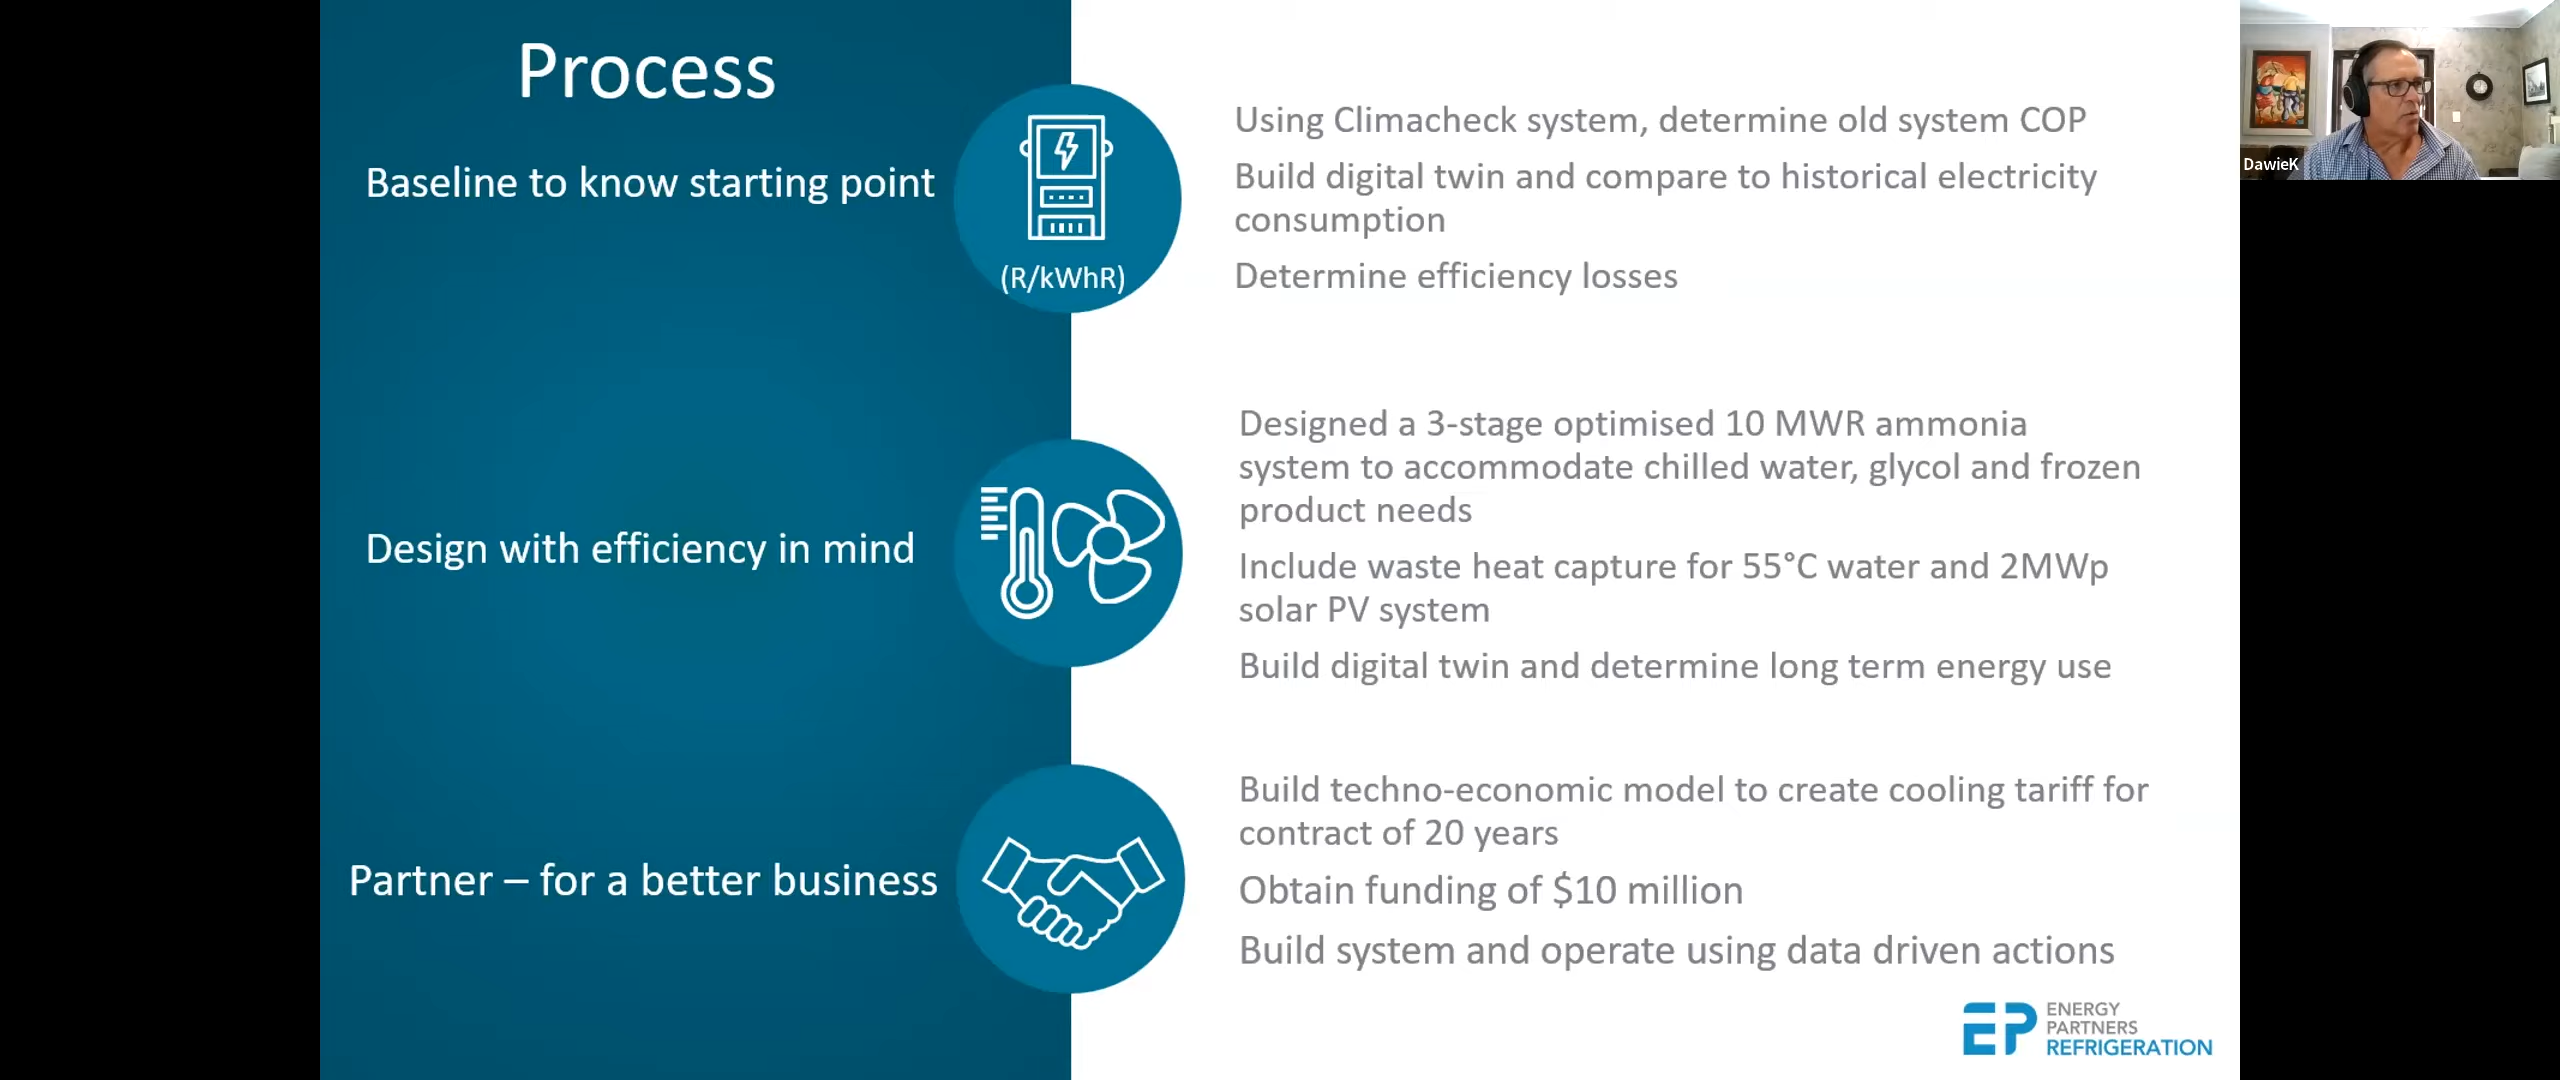 Process
Baseline to know starting point
(R/kWhR)
Using Climacheck system, determine old system COP
Build digital twin and compare to historical electricity
consumption
Determine efficiency losses
Design with efficiency in mind
Designed a 3-stage optimised 10 MWR ammonia
system to accommodate chilled water, glycol and frozen
product needs
Include waste heat capture for 55°C water and 2MWp
solar PV system
Build digital twin and determine long term energy use
Partner – for a better business
Build techno-economic model to create cooling tariff for
contract of 20 years
Obtain funding of $10 million
Build system and operate using data driven actions
EP
ENERGY
PARTNERS
REFRIGERATION
DawieK